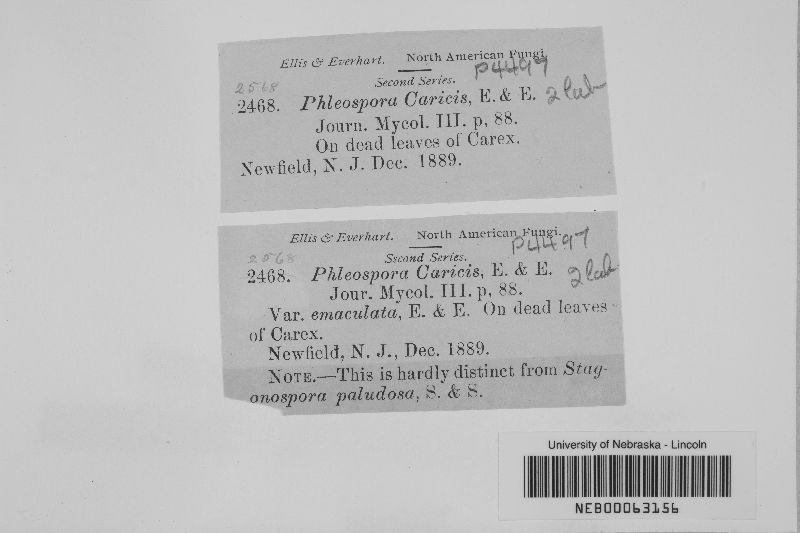 Ellis & Everhart. North American Fungi.
Second Series. P4497
2568
2468. Phleospora Caricis, E. & E. 2 lab
Journ. Mycol. III. p, 88.
On dead leaves of Carex.
Newfield, N. J. Dec. 1889.
Ellis & Everhart. North American Fungi.
Ssecond Series. P4497
2568
2468. Phleospora Caricis, E. & E. 2 lab
Jour. Mycol. III. p, 88.
Var. emaculata, E. & E. On dead leaves
of Carex.
Newfield, N. J., Dec. 1889.
NOTE.—This is hardly distinct from Stag-
onospora paludosa, S. & S.
University of Nebraska - Lincoln
NEB00063156